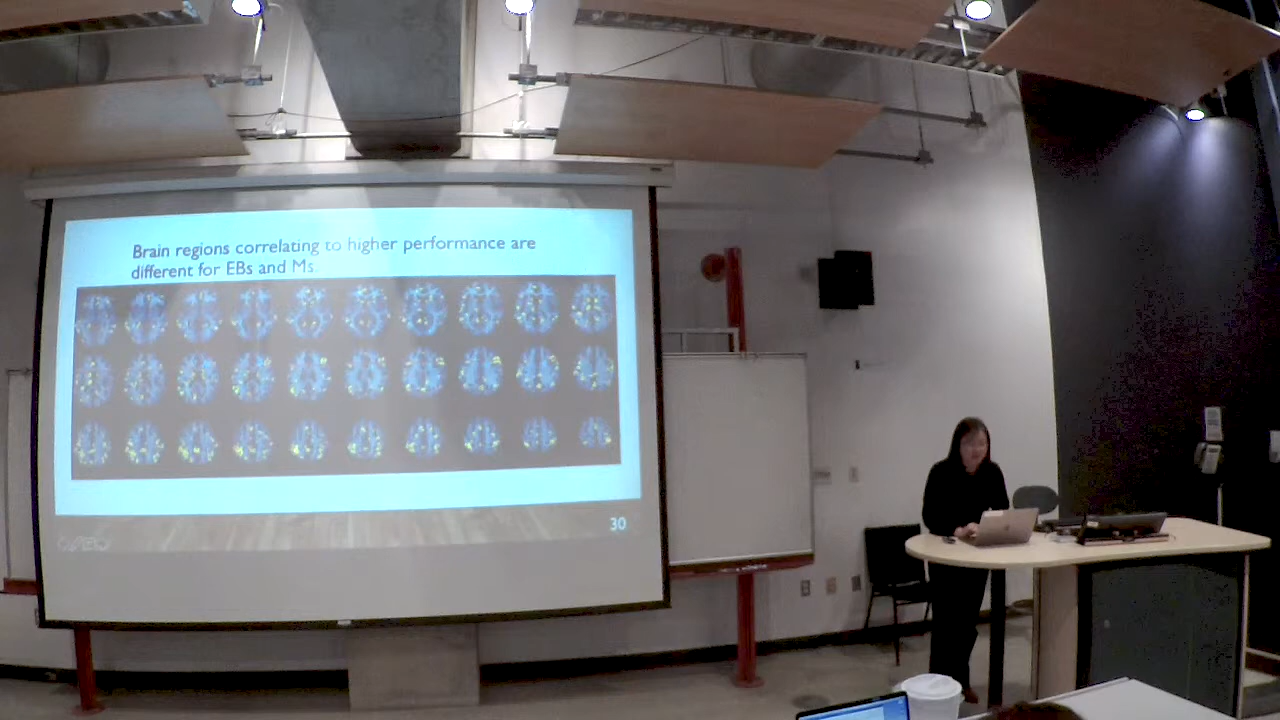 Brain regions correlating to higher performance are
different for EBs and Ms.
30